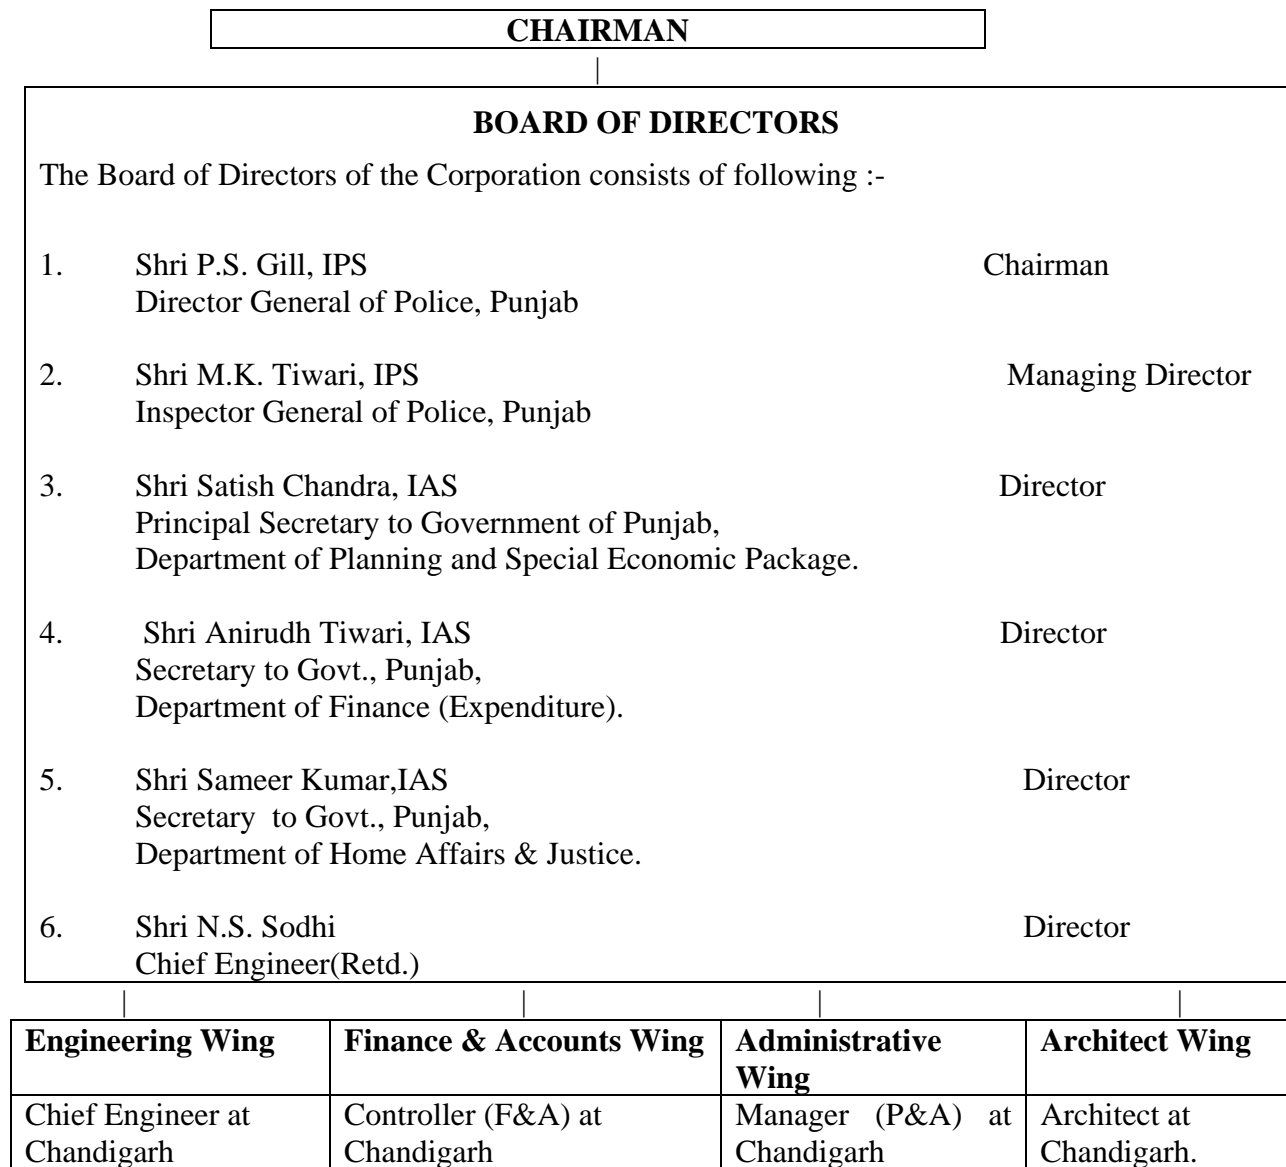 CHAIRMAN
|
BOARD OF DIRECTORS
The Board of Directors of the Corporation consists of following :-
1. Shri P.S. Gill, IPS Chairman
Director General of Police, Punjab
2. Shri M.K. Tiwari, IPS Managing Director
Inspector General of Police, Punjab
3. Shri Satish Chandra, IAS Director
Principal Secretary to Government of Punjab,
Department of Planning and Special Economic Package.
4. Shri Anirudh Tiwari, IAS Director
Secretary to Govt., Punjab,
Department of Finance (Expenditure).
5. Shri Sameer Kumar,IAS Director
Secretary to Govt., Punjab,
Department of Home Affairs & Justice.
6. Shri N.S. Sodhi Director
Chief Engineer(Retd.)
| | | |
Engineering Wing
Finance & Accounts Wing
Administrative
Wing
Architect Wing
Chief Engineer at
Chandigarh
Controller (F&A) at
Chandigarh
Manager (P&A) at
Chandigarh
Architect at
Chandigarh.